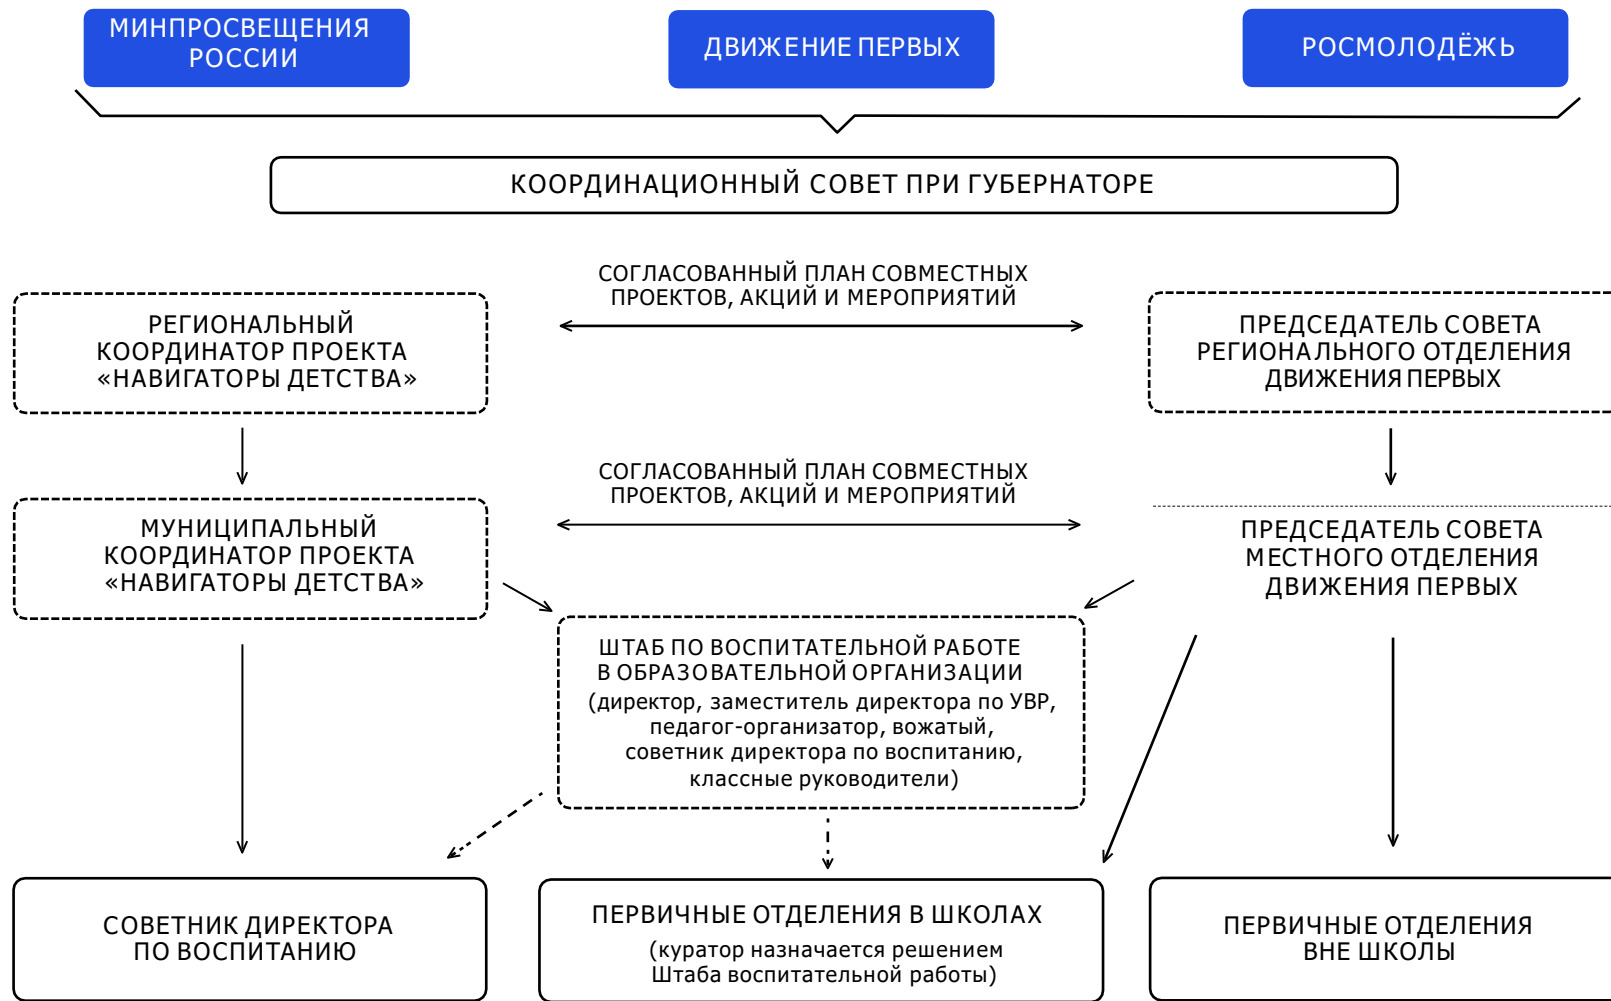 МИНПРОСВЕЩЕНИЯ
РОССИИ
ДВИЖЕНИЕ ПЕРВЫХ
РОСМОЛОДЁЖЬ
КООРДИНАЦИОННЫЙ СОВЕТ ПРИ ГУБЕРНАТОРЕ
СОГЛАСОВАННЫЙ ПЛАН СОВМЕСТНЫХ
ПРОЕКТОВ, АКЦИЙ И МЕРОПРИЯТИЙ
РЕГИОНАЛЬНЫЙ
КООРДИНАТОР ПРОЕКТА
«НАВИГАТОРЫ ДЕТСТВА»
ПРЕДСЕДАТЕЛЬ СОВЕТА
РЕГИОНАЛЬНОГО ОТДЕЛЕНИЯ
ДВИЖЕНИЯ ПЕРВЫХ
СОГЛАСОВАННЫЙ ПЛАН СОВМЕСТНЫХ
ПРОЕКТОВ, АКЦИЙ И МЕРОПРИЯТИЙ
МУНИЦИПАЛЬНЫЙ
КООРДИНАТОР ПРОЕКТА
«НАВИГАТОРЫ ДЕТСТВА»
ПРЕДСЕДАТЕЛЬ СОВЕТА
МЕСТНОГО ОТДЕЛЕНИЯ
ДВИЖЕНИЯ ПЕРВЫХ
ШТАБ ПО ВОСПИТАТЕЛЬНОЙ РАБОТЕ
В ОБРАЗОВАТЕЛЬНОЙ ОРГАНИЗАЦИИ
(директор, заместитель директора по УВР,
педагог-организатор, вожатый,
советник директора по воспитанию,
классные руководители)
СОВЕТНИК ДИРЕКТОРА
ПО ВОСПИТАНИЮ
ПЕРВИЧНЫЕ ОТДЕЛЕНИЯ В ШКОЛАХ
(куратор назначается решением
Штаба воспитательной работы)
ПЕРВИЧНЫЕ ОТДЕЛЕНИЯ
ВНЕ ШКОЛЫ